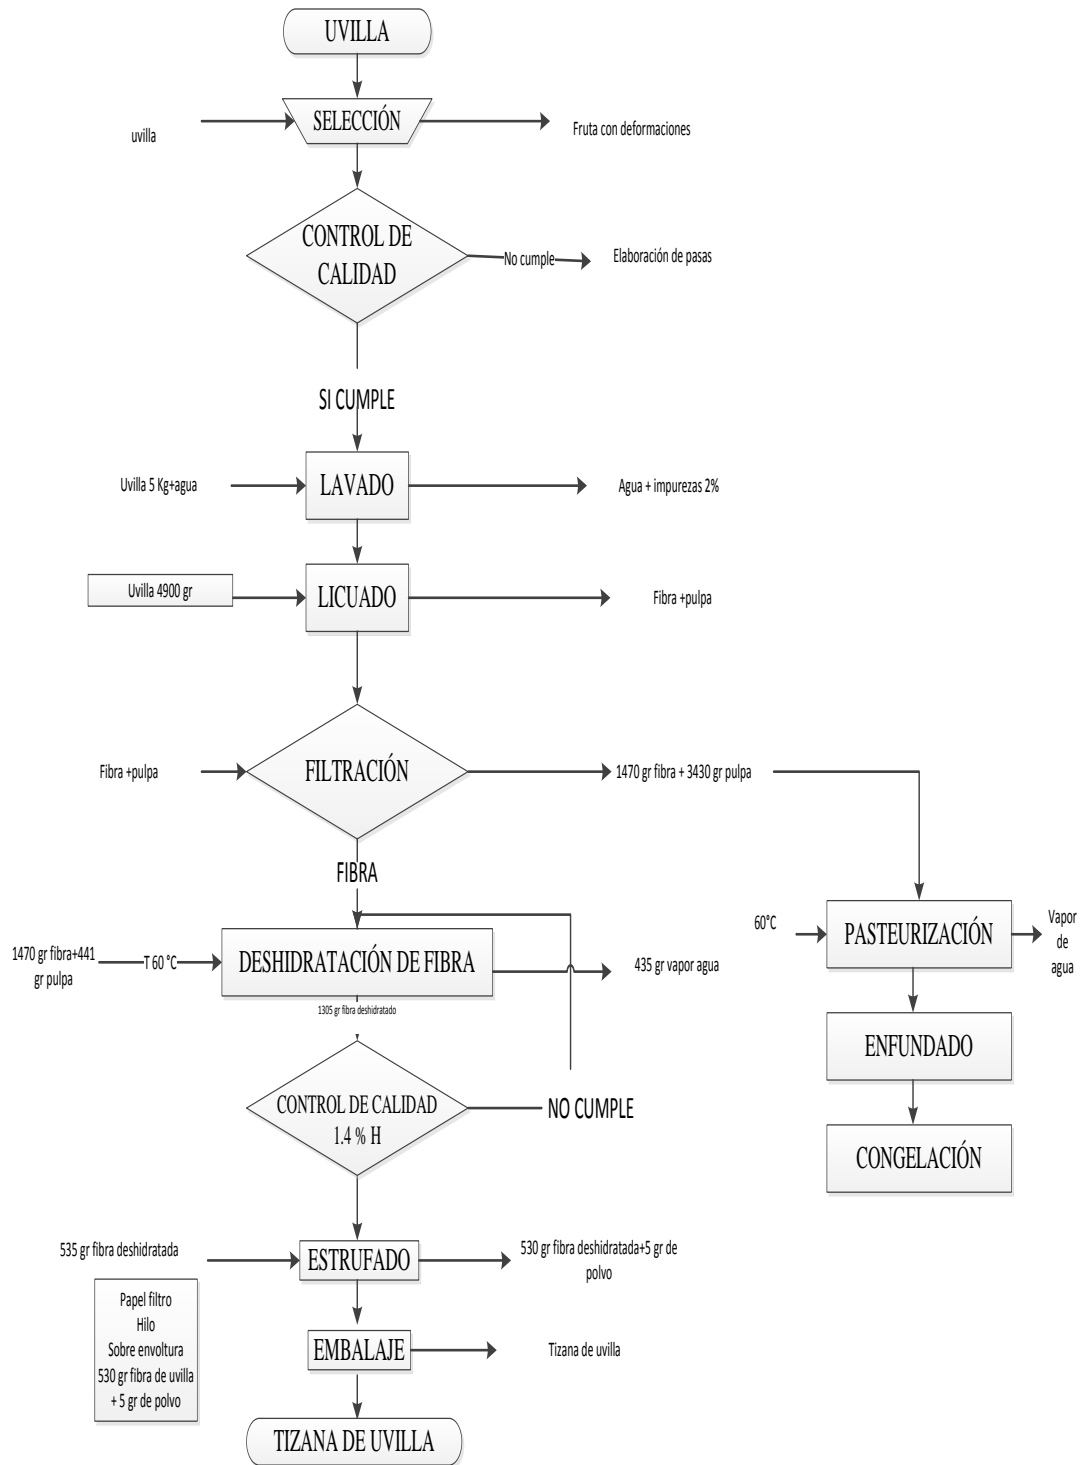 UVILLA
SELECCIÓN
uvilla
Fruta con deformaciones
CONTROL DE
CALIDAD
No cumple
Elaboración de pasas
SI CUMPLE
Uvilla 5 Kg+agua
LAVADO
Agua + impurezas 2%
Uvilla 4900 gr
LICUADO
Fibra +pulpa
Fibra +pulpa
FILTRACIÓN
1470 gr fibra + 3430 gr pulpa
FIBRA
1470 gr fibra+441
gr pulpa
T 60 °C
DESHIDRATACIÓN DE FIBRA
435 gr vapor agua
1305 gr fibra deshidratado
60°C
PASTEURIZACIÓN
Vapor
de
agua
ENFUNDADO
CONGELACIÓN
CONTROL DE CALIDAD
1.4 % H
NO CUMPLE
535 gr fibra deshidratada
ESTRUFADO
530 gr fibra deshidratada+5 gr de
polvo
Papel filtro
Hilo
Sobre envoltura
530 gr fibra de uvilla
+ 5 gr de polvo
EMBALAJE
Tizana de uvilla
TIZANA DE UVILLA